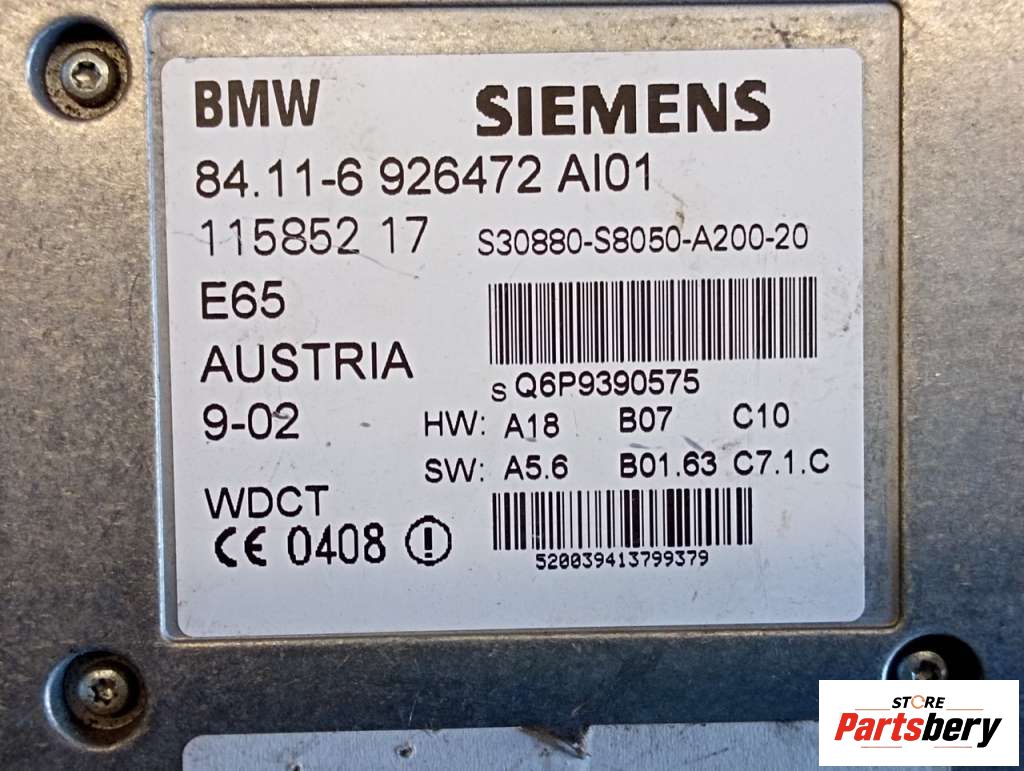 BMW SIEMENS
84.11-6 926472 AI01
115852 17 S30880-S8050-A200-20
E65
AUSTRIA
S Q6P9390575
9-02 HW: A18 B07 C10
SW: A5.6 B01.63 C7.1.C
WDCT
CE 0408
520039413799379
STORE
Partsbery